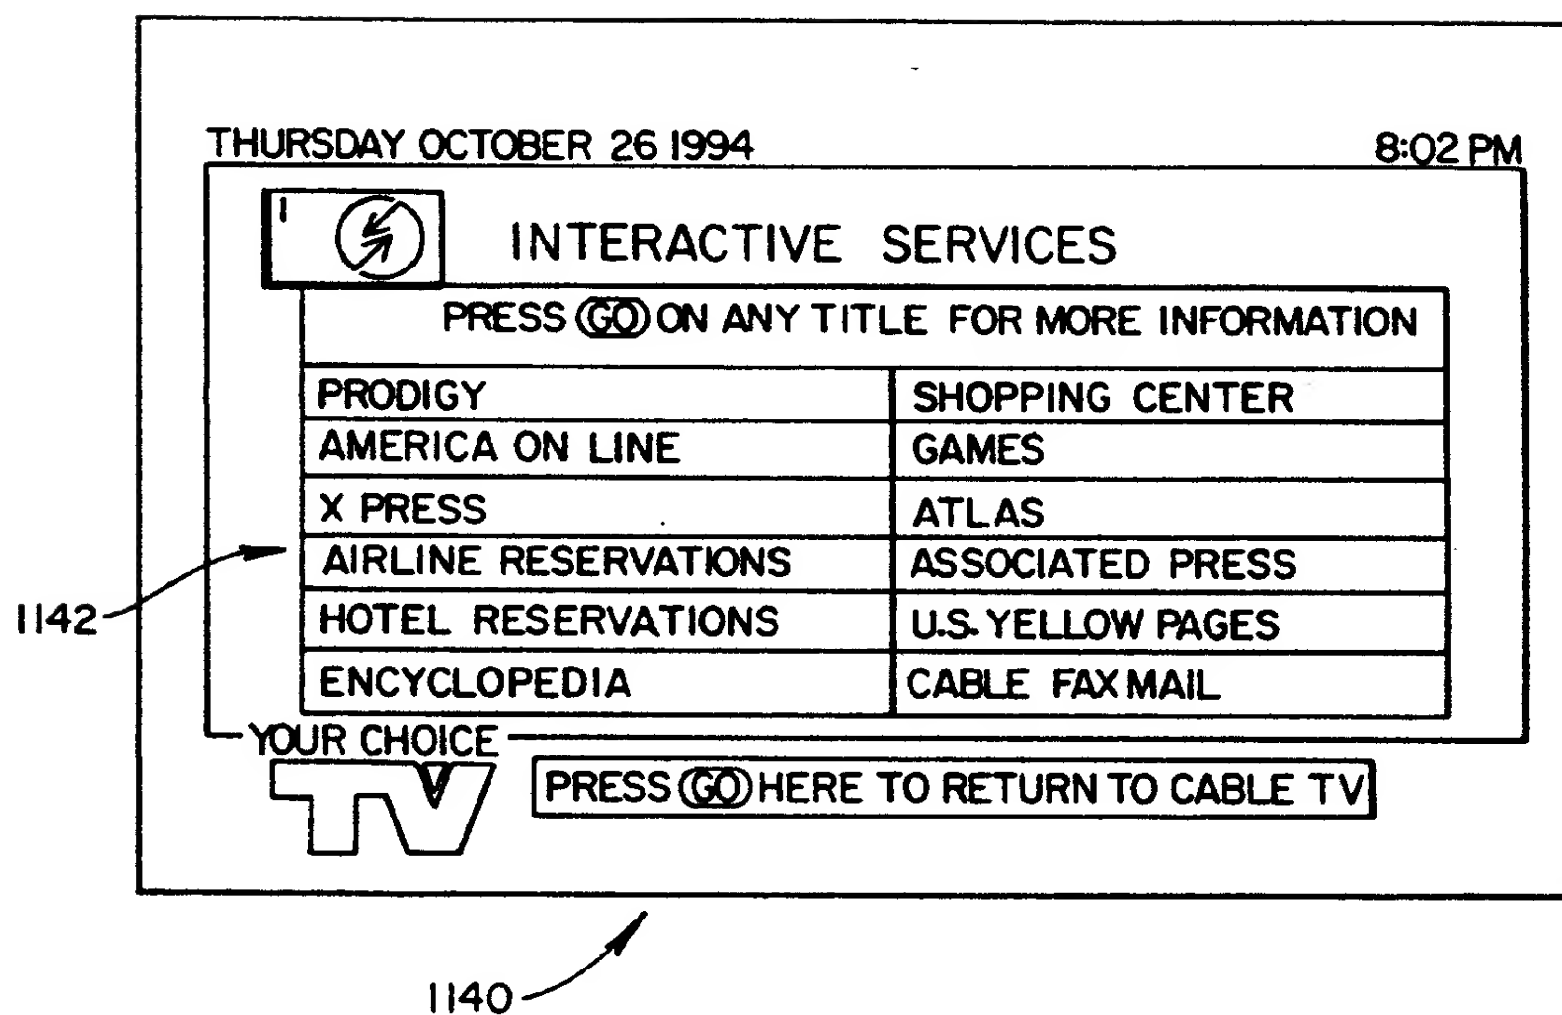 THURSDAY OCTOBER 26 1994 8:02 PM
1 INTERACTIVE SERVICES
PRESS GO ON ANY TITLE FOR MORE INFORMATION
PRODIGY SHOPPING CENTER
AMERICA ON LINE GAMES
X PRESS ATLAS
AIRLINE RESERVATIONS ASSOCIATED PRESS
1142
HOTEL RESERVATIONS U.S. YELLOW PAGES
ENCYCLOPEDIA CABLE FAX MAIL
YOUR CHOICE
TV
PRESS GO HERE TO RETURN TO CABLE TV
1140